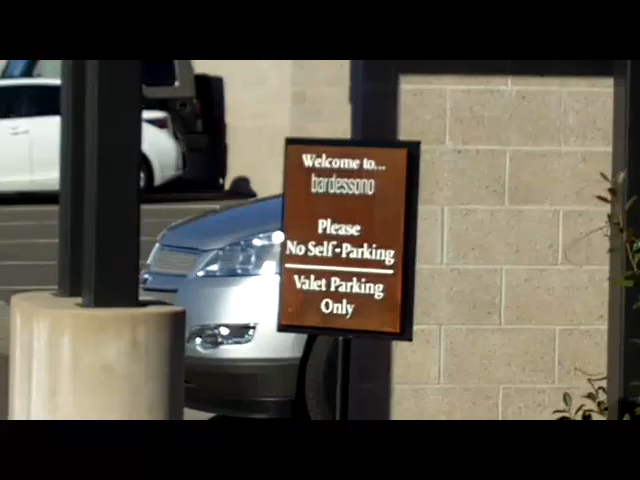 Welcome to...
bardessono
Please
No Self-Parking
Valet Parking
Only